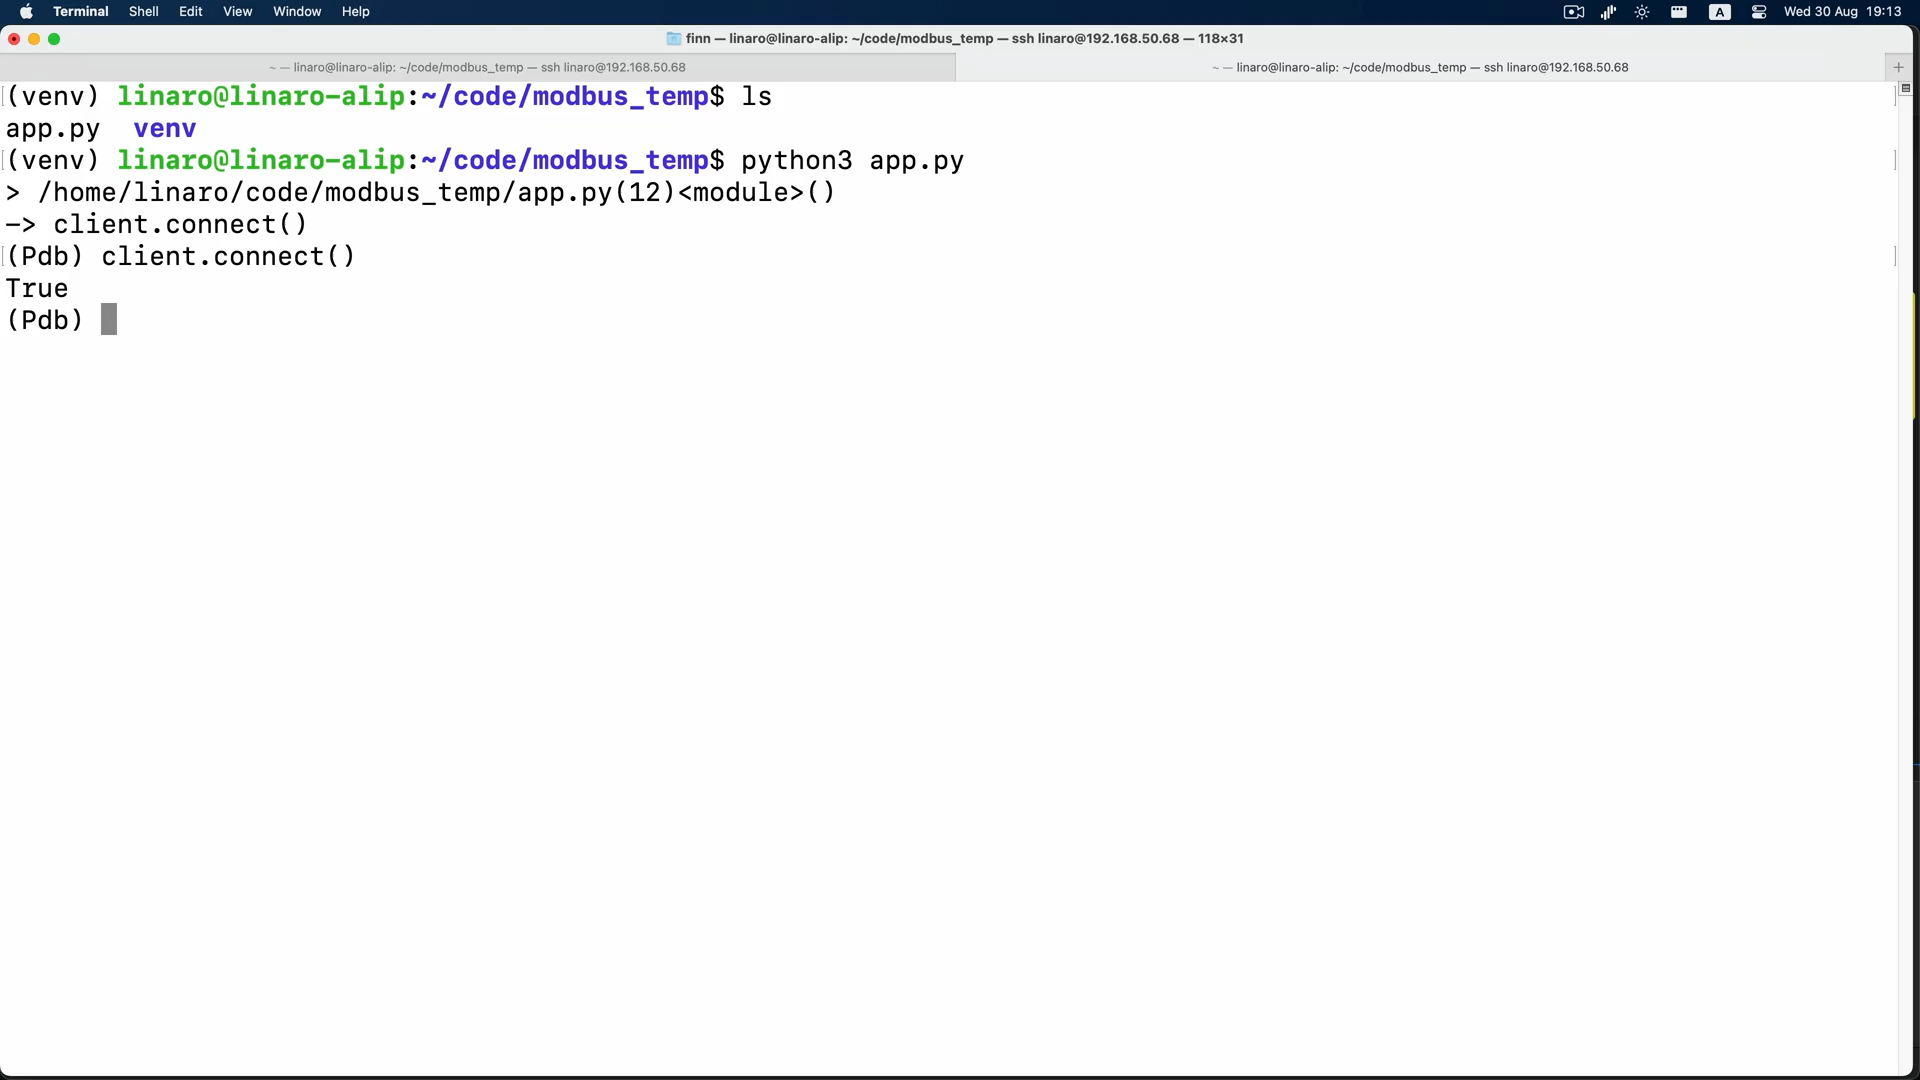 Terminal Shell Edit View Window Help A Wed 30 Aug 19:13
finn — linaro@linaro-alip: ~/code/modbus_temp — ssh linaro@192.168.50.68 — 118×31
~ — linaro@linaro-alip: ~/code/modbus_temp — ssh linaro@192.168.50.68 ~ — linaro@linaro-alip: ~/code/modbus_temp — ssh linaro@192.168.50.68 +
(venv) linaro@linaro-alip:~/code/modbus_temp$ ls
app.py venv
(venv) linaro@linaro-alip:~/code/modbus_temp$ python3 app.py
> /home/linaro/code/modbus_temp/app.py(12)<module>()
-> client.connect()
(Pdb) client.connect()
True
(Pdb)